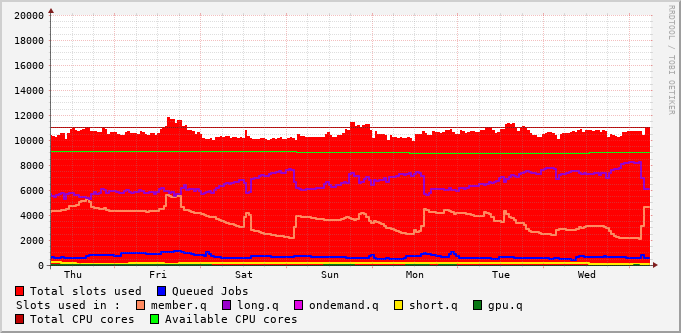 20000
18000
16000
14000
12000
10000
8000
6000
4000
2000
0
Thu Fri Sat Sun Mon Tue Wed
Total slots used Queued Jobs
Slots used in : member.q long.q ondemand.q short.q gpu.q
Total CPU cores Available CPU cores
RRDTOOL / TOBI OETIKER